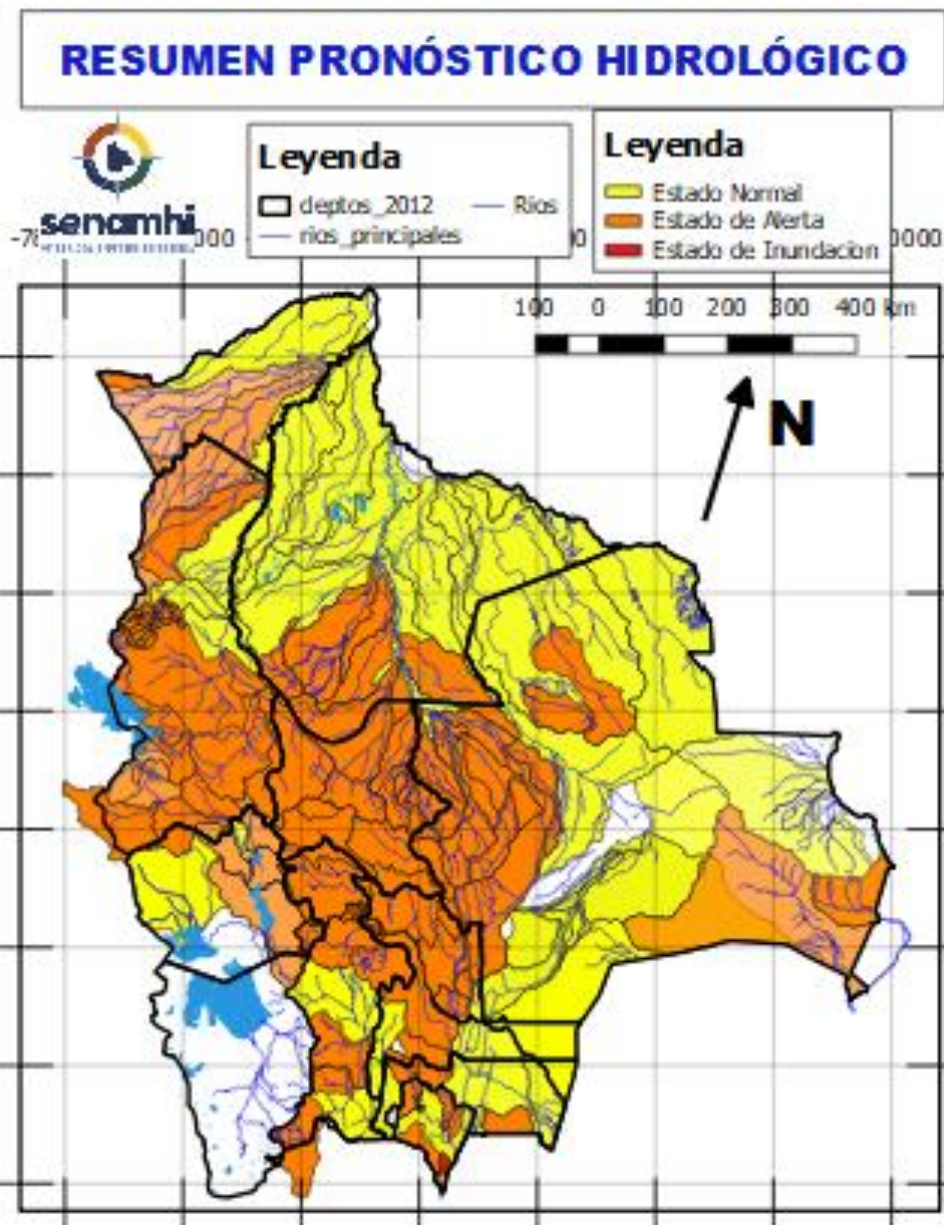 RESUMEN PRONÓSTICO HIDROLÓGICO
senamhi
Leyenda
deptos_2012 Rios
rios_principales
Leyenda
Estado Normal
Estado de Alerta
Estado de Inundacion
100 0 100 200 300 400 km
N